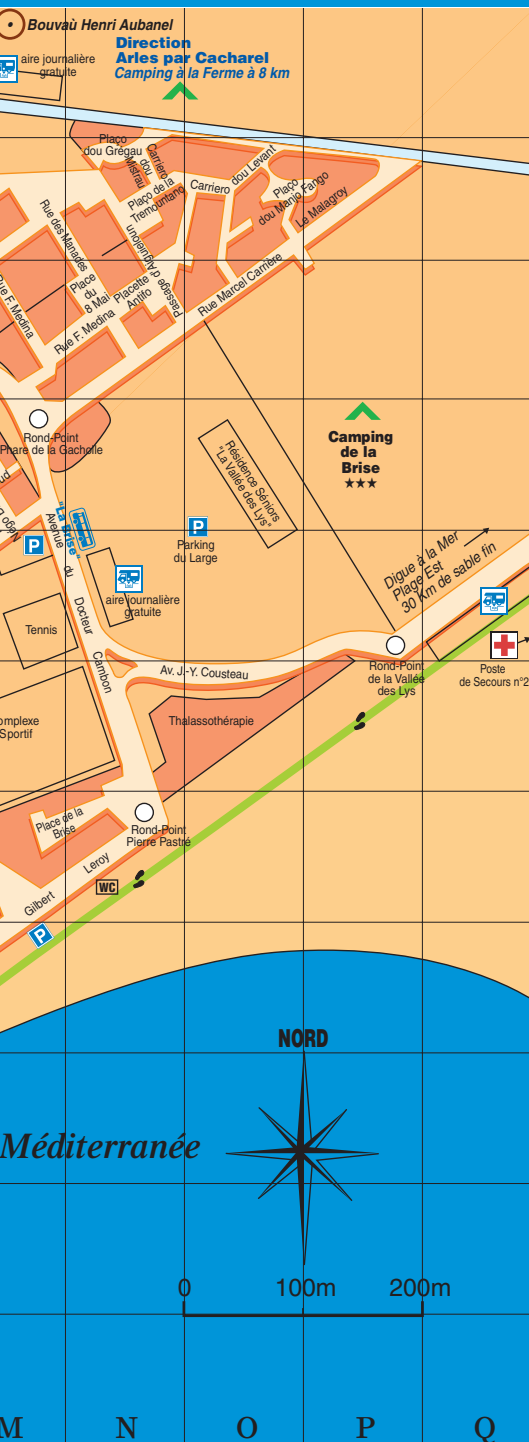 Bouvaù Henri Aubanel
Direction
Arles par Cacharel
Camping à la Ferme à 8 km
aire journalière
gratuite
Plaço
dou Grégau
Carriero
dou
Mistrau
Plaço de la
Tremountano
Carriero
dou Levant
Plaço
dou Manjo Fango
Le Malagroy
Rue des Manades
Passage d'Anglelon
Place
du
8 Mai
Placette
Antifo
Rue F. Medina
Rue F. Medina
Rue Marcel Carrière
Rond-Point
Phare de la Gacholle
Résidence Séniors
"La Vallée
des Lys"
Camping
de la
Brise
★★★
"La Brise"
P
P
Parking
du Large
Avenue du Docteur Cambon
aire journalière
gratuite
Digue à la Mer
Plage Est
30 Km de sable fin
Tennis
Av. J.-Y. Cousteau
Rond-Point
de la Vallée
des Lys
Poste
de Secours n°2
omplexe
Sportif
Thalassothérapie
Place de la
Brise
Rond-Point
Pierre Pastré
Gilbert Leroy
WC
P
NORD
Méditerranée
0 100m 200m
M N O P Q